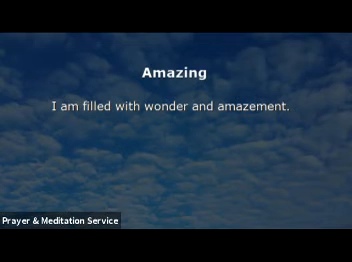 Amazing
I am filled with wonder and amazement.
Prayer & Meditation Service